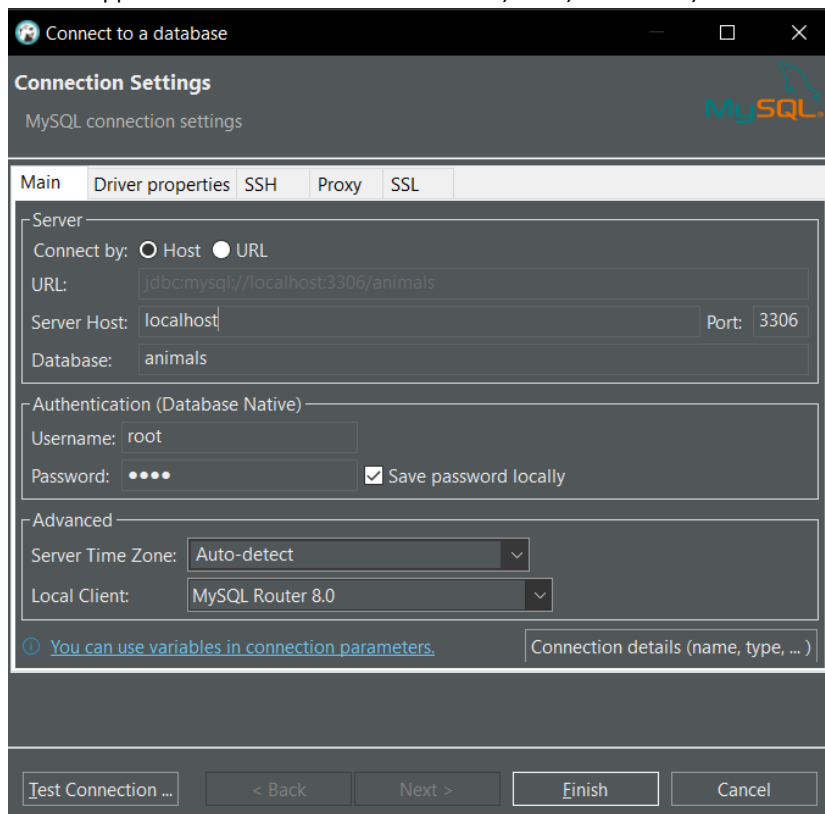 Connect to a database
Connection Settings
MySQL connection settings
MySQL
Main Driver properties SSH Proxy SSL
Server
Connect by: Host URL
URL: jdbc:mysql://localhost:3306/animals
Server Host: localhost Port: 3306
Database: animals
Authentication (Database Native)
Username: root
Password: •••• Save password locally
Advanced
Server Time Zone: Auto-detect
Local Client: MySQL Router 8.0
You can use variables in connection parameters. Connection details (name, type, ... )
Test Connection ... < Back Next > Finish Cancel